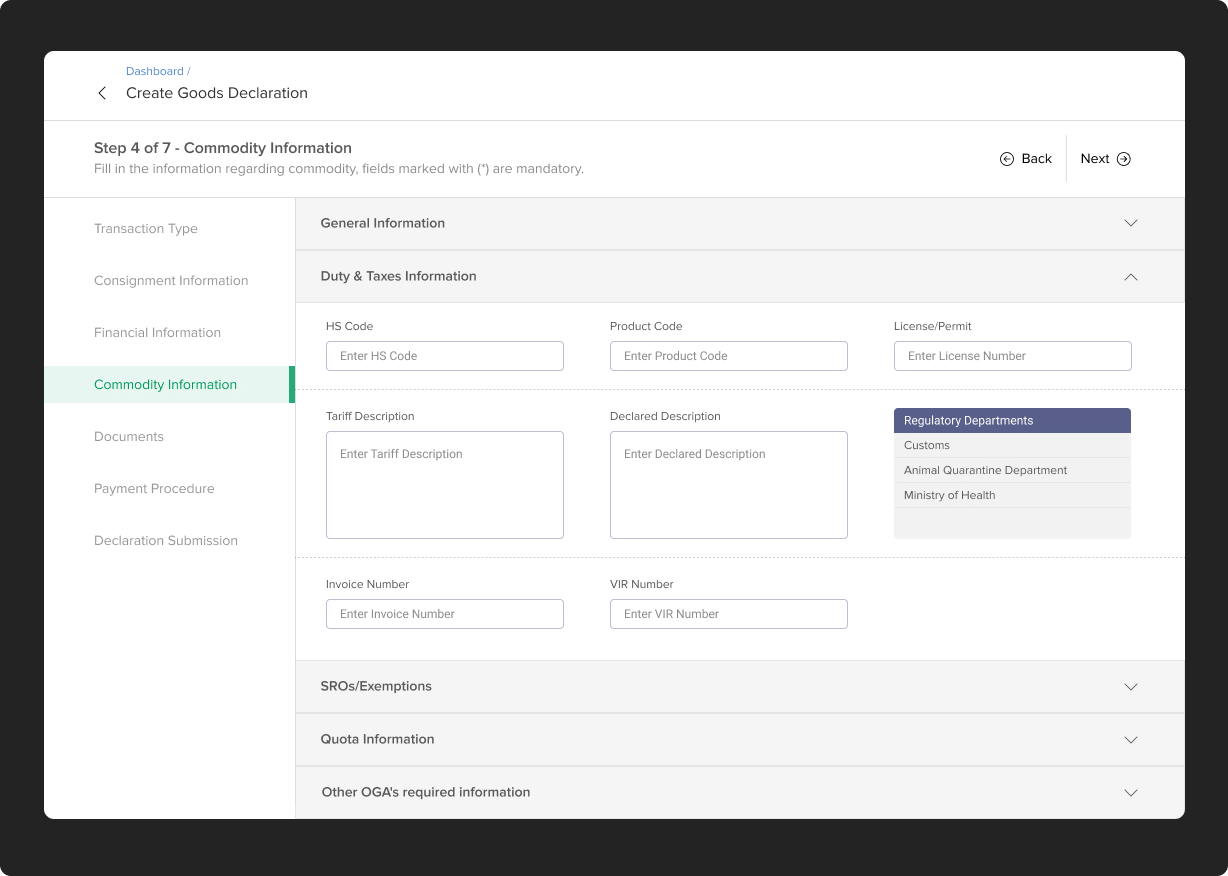 Dashboard /
Create Goods Declaration
Step 4 of 7 - Commodity Information
Fill in the information regarding commodity, fields marked with (*) are mandatory.
Back
Next
Transaction Type
Consignment Information
Financial Information
Commodity Information
Documents
Payment Procedure
Declaration Submission
General Information
Duty & Taxes Information
HS Code
Enter HS Code
Product Code
Enter Product Code
License/Permit
Enter License Number
Tariff Description
Enter Tariff Description
Declared Description
Enter Declared Description
Regulatory Departments
Customs
Animal Quarantine Department
Ministry of Health
Invoice Number
Enter Invoice Number
VIR Number
Enter VIR Number
SROs/Exemptions
Quota Information
Other OGA's required information